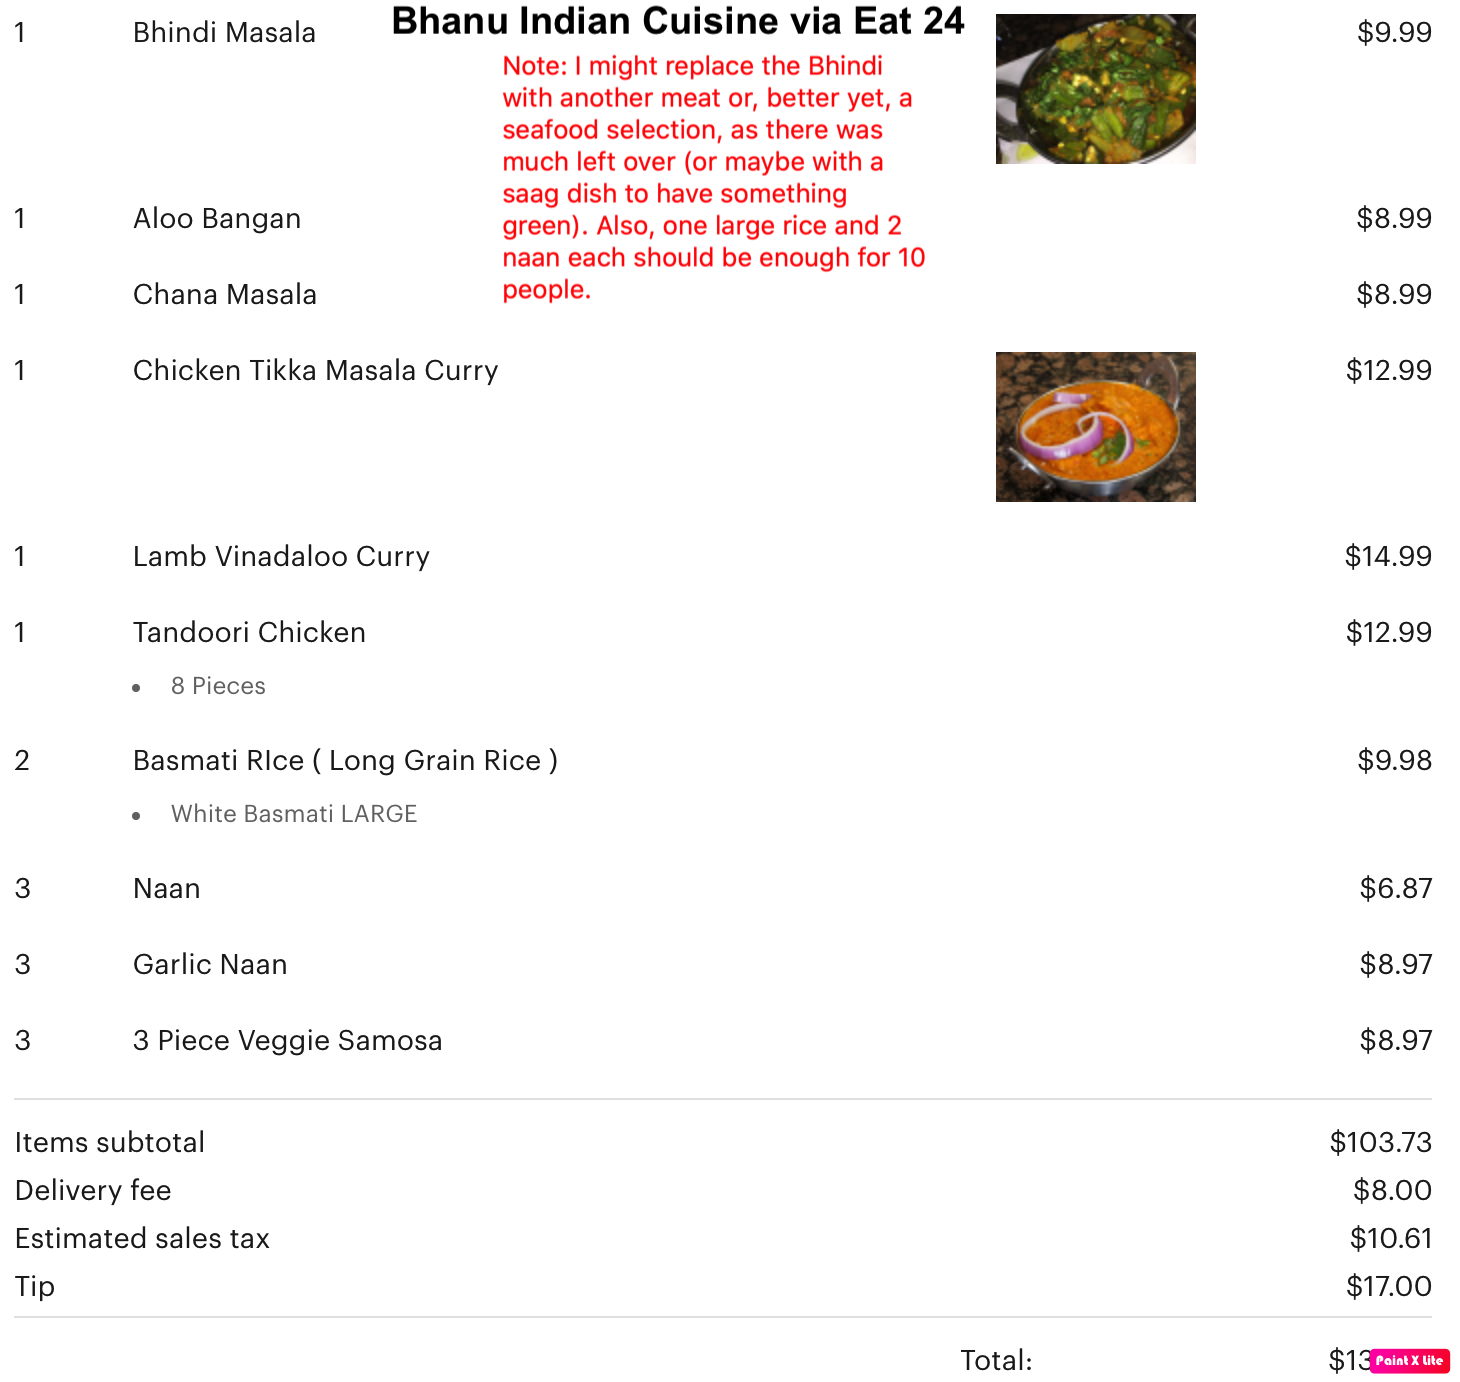 Bhanu Indian Cuisine via Eat 24
1 Bhindi Masala $9.99
Note: I might replace the Bhindi
with another meat or, better yet, a
seafood selection, as there was
much left over (or maybe with a
saag dish to have something
green). Also, one large rice and 2
naan each should be enough for 10
people.
1 Aloo Bangan $8.99
1 Chana Masala $8.99
1 Chicken Tikka Masala Curry $12.99
1 Lamb Vinadaloo Curry $14.99
1 Tandoori Chicken $12.99
• 8 Pieces
2 Basmati RIce ( Long Grain Rice ) $9.98
• White Basmati LARGE
3 Naan $6.87
3 Garlic Naan $8.97
3 3 Piece Veggie Samosa $8.97
Items subtotal $103.73
Delivery fee $8.00
Estimated sales tax $10.61
Tip $17.00
Total: $13
Paint X Lite